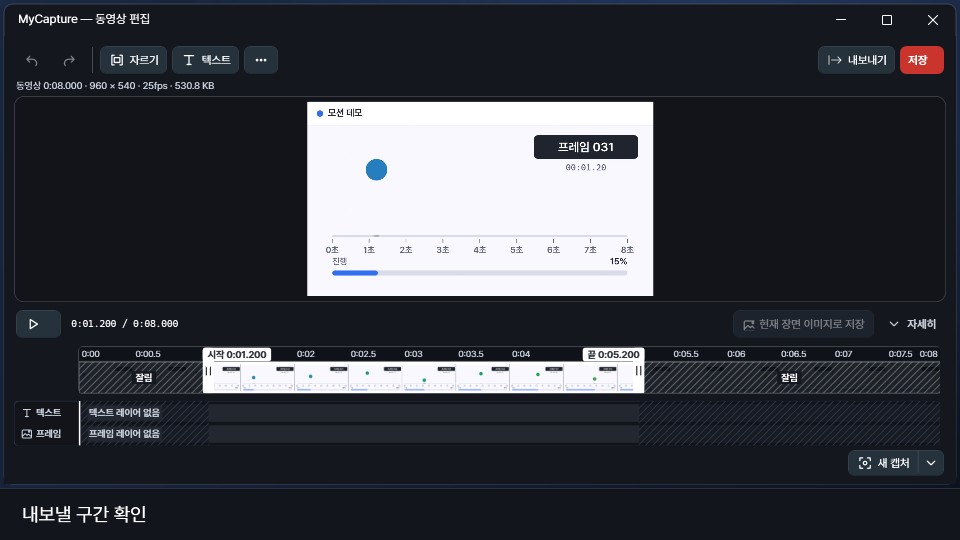 MyCapture — 동영상 편집
자르기 텍스트 내보내기 저장
동영상 0:08.000 · 960 × 540 · 25fps · 530.8 KB
모션 데모
프레임 031
00:01.20
0초 1초 2초 3초 4초 5초 6초 7초 8초
진행 15%
0:01.200 / 0:08.000 현재 장면 이미지로 저장 자세히
0:00 0:00.5 시작 0:01.200 0:02 0:02.5 0:03 0:03.5 0:04 끝 0:05.200 0:05.5 0:06 0:06.5 0:07 0:07.5 0:08
잘림 잘림
텍스트 텍스트 레이어 없음
프레임 프레임 레이어 없음
새 캡처
내보낼 구간 확인